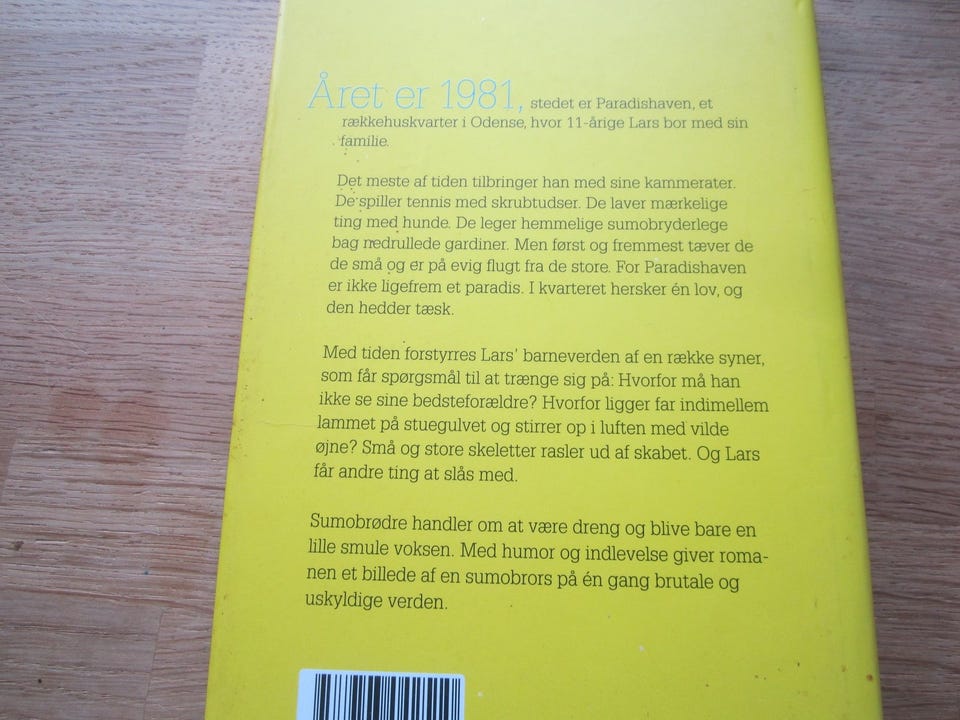 Året er 1981, stedet er Paradishaven, et
rækkehuskvarter i Odense, hvor 11-årige Lars bor med sin
familie.
Det meste af tiden tilbringer han med sine kammerater.
De spiller tennis med skrubtudser. De laver mærkelige
ting med hunde. De leger hemmelige sumobryderlege
bag nedrullede gardiner. Men først og fremmest tæver de
de små og er på evig flugt fra de store. For Paradishaven
er ikke ligefrem et paradis. I kvarteret hersker én lov, og
den hedder tæsk.
Med tiden forstyrres Lars' barneverden af en række syner,
som får spørgsmål til at trænge sig på: Hvorfor må han
ikke se sine bedsteforældre? Hvorfor ligger far indimellem
lammet på stuegulvet og stirrer op i luften med vilde
øjne? Små og store skeletter rasler ud af skabet. Og Lars
får andre ting at slås med.
Sumobrødre handler om at være dreng og blive bare en
lille smule voksen. Med humor og indlevelse giver roma-
nen et billede af en sumobrors på én gang brutale og
uskyldige verden.